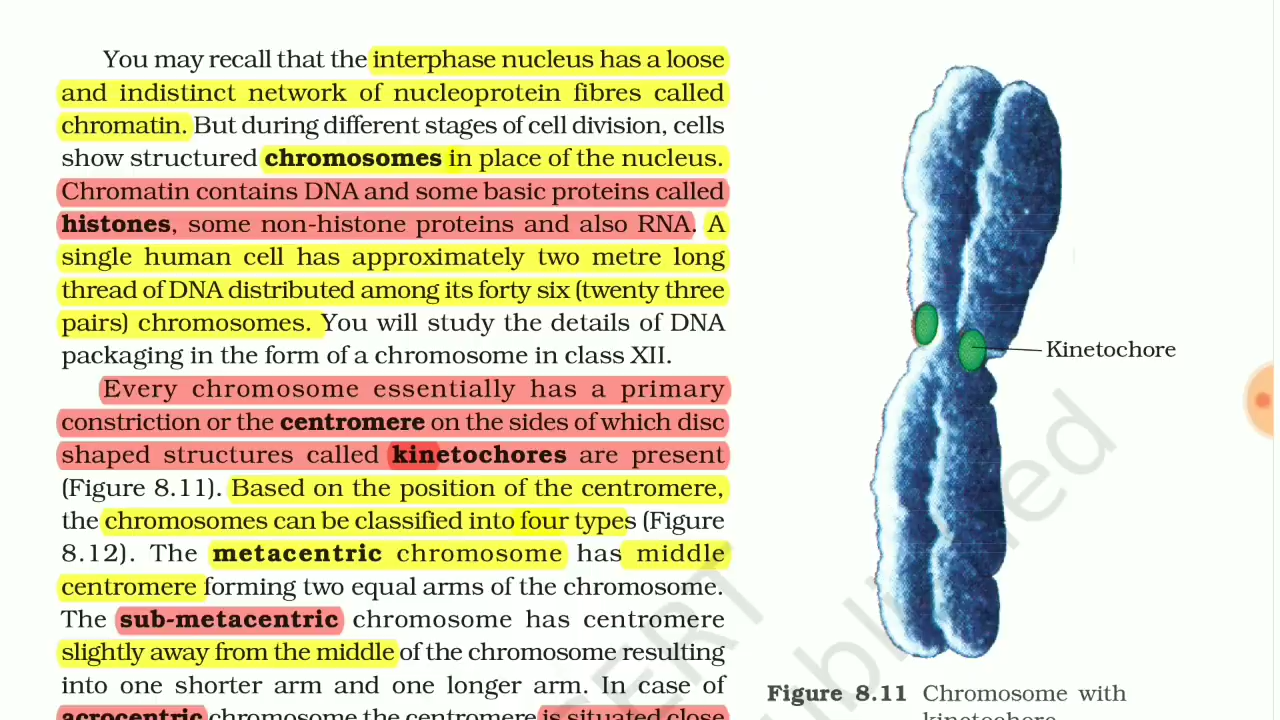 You may recall that the interphase nucleus has a loose
and indistinct network of nucleoprotein fibres called
chromatin. But during different stages of cell division, cells
show structured chromosomes in place of the nucleus.
Chromatin contains DNA and some basic proteins called
histones, some non-histone proteins and also RNA. A
single human cell has approximately two metre long
thread of DNA distributed among its forty six (twenty three
pairs) chromosomes. You will study the details of DNA
packaging in the form of a chromosome in class XII.
Every chromosome essentially has a primary
constriction or the centromere on the sides of which disc
shaped structures called kinetochores are present
(Figure 8.11). Based on the position of the centromere,
the chromosomes can be classified into four types (Figure
8.12). The metacentric chromosome has middle
centromere forming two equal arms of the chromosome.
The sub-metacentric chromosome has centromere
slightly away from the middle of the chromosome resulting
into one shorter arm and one longer arm. In case of
acrocentric chromosome the centromere is situated close
Kinetochore
Figure 8.11 Chromosome with
kinetochore